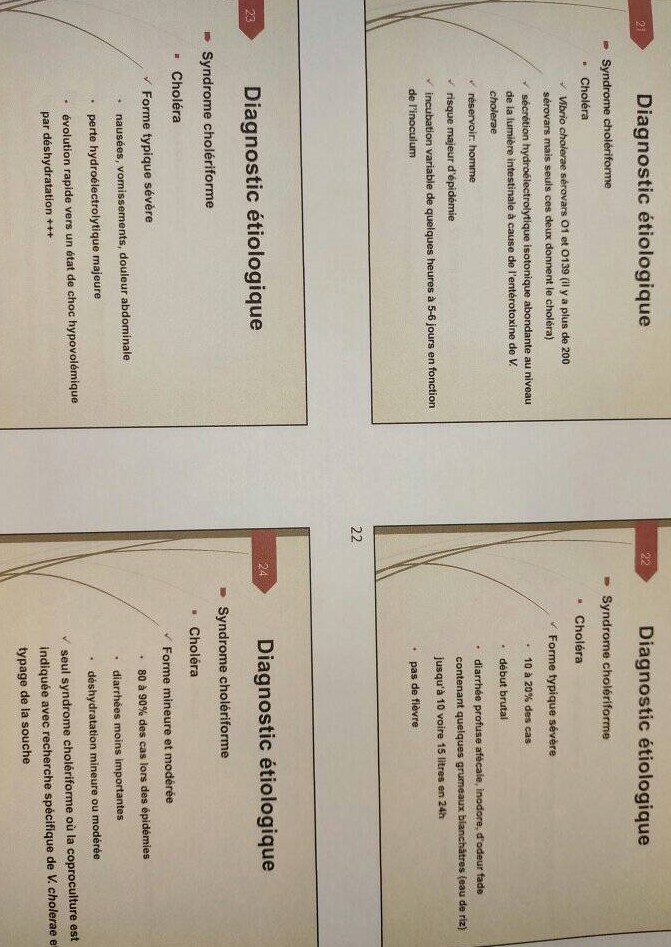 21
Diagnostic étiologique
Syndrome cholériforme
Choléra
✓ Vibrio cholerae sérovars O1 et O139 (il y a plus de 200
sérovars mais seuls ces deux donnent le choléra)
✓ sécrétion hydroélectrolytique isotonique abondante au niveau
de la lumière intestinale à cause de l'entérotoxine de V.
cholerae
✓ réservoir: homme
✓ risque majeur d'épidémie
✓ incubation variable de quelques heures à 5-6 jours en fonction
de l'inoculum
22
Diagnostic étiologique
Syndrome cholériforme
Choléra
✓ Forme typique sévère
• 10 à 20% des cas
• début brutal
• diarrhée profuse afécale, inodore, d'odeur fade
contenant quelques grumeaux blanchâtres (eau de riz)
jusqu'à 10 voire 15 litres en 24h
• pas de fièvre
22
23
Diagnostic étiologique
Syndrome cholériforme
Choléra
✓ Forme typique sévère
• nausées, vomissements, douleur abdominale
• perte hydroélectrolytique majeure
• évolution rapide vers un état de choc hypovolémique
par déshydratation +++
24
Diagnostic étiologique
Syndrome cholériforme
Choléra
✓ Forme mineure et modérée
• 80 à 90% des cas lors des épidémies
• diarrhées moins importantes
• déshydratation mineure ou modérée
✓ seul syndrome cholériforme où la coproculture est
indiquée avec recherche spécifique de V. cholerae e
typage de la souche